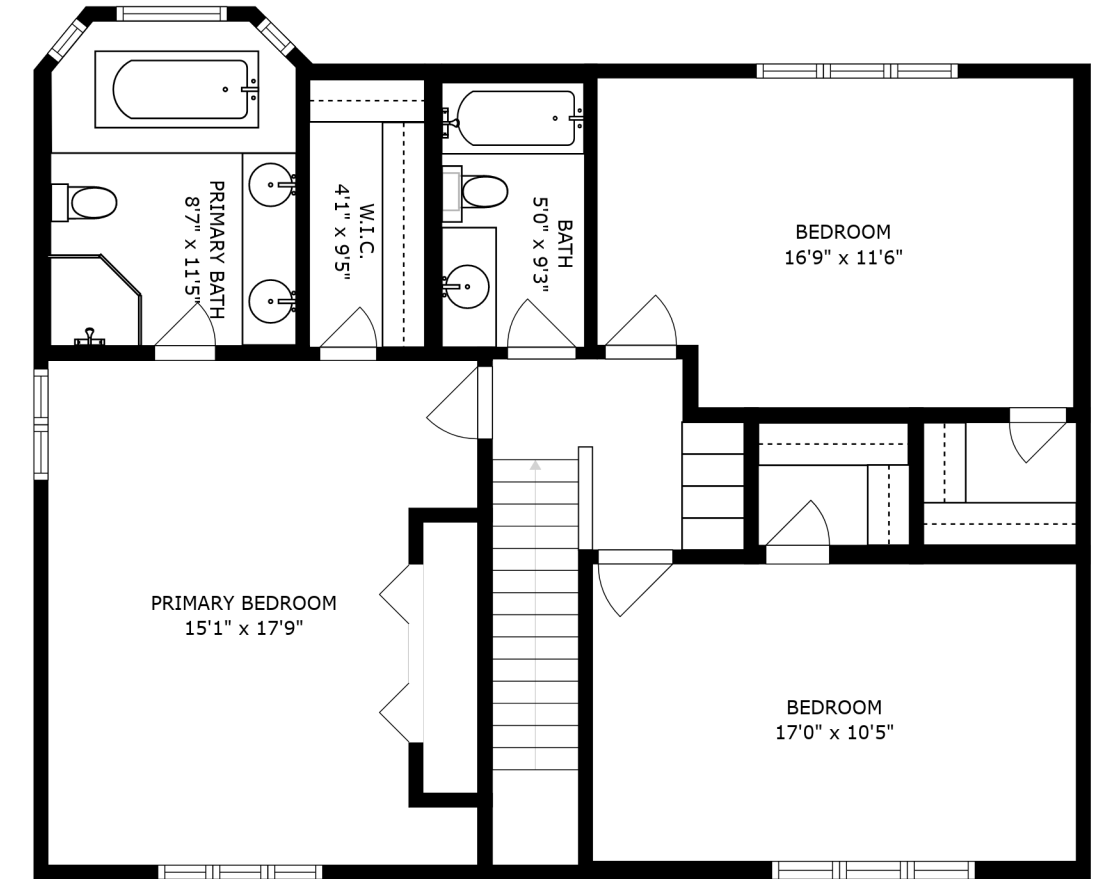 PRIMARY BATH
8'7" x 11'5"
W.I.C.
4'1" x 9'5"
BATH
5'0" x 9'3"
BEDROOM
16'9" x 11'6"
PRIMARY BEDROOM
15'1" x 17'9"
BEDROOM
17'0" x 10'5"